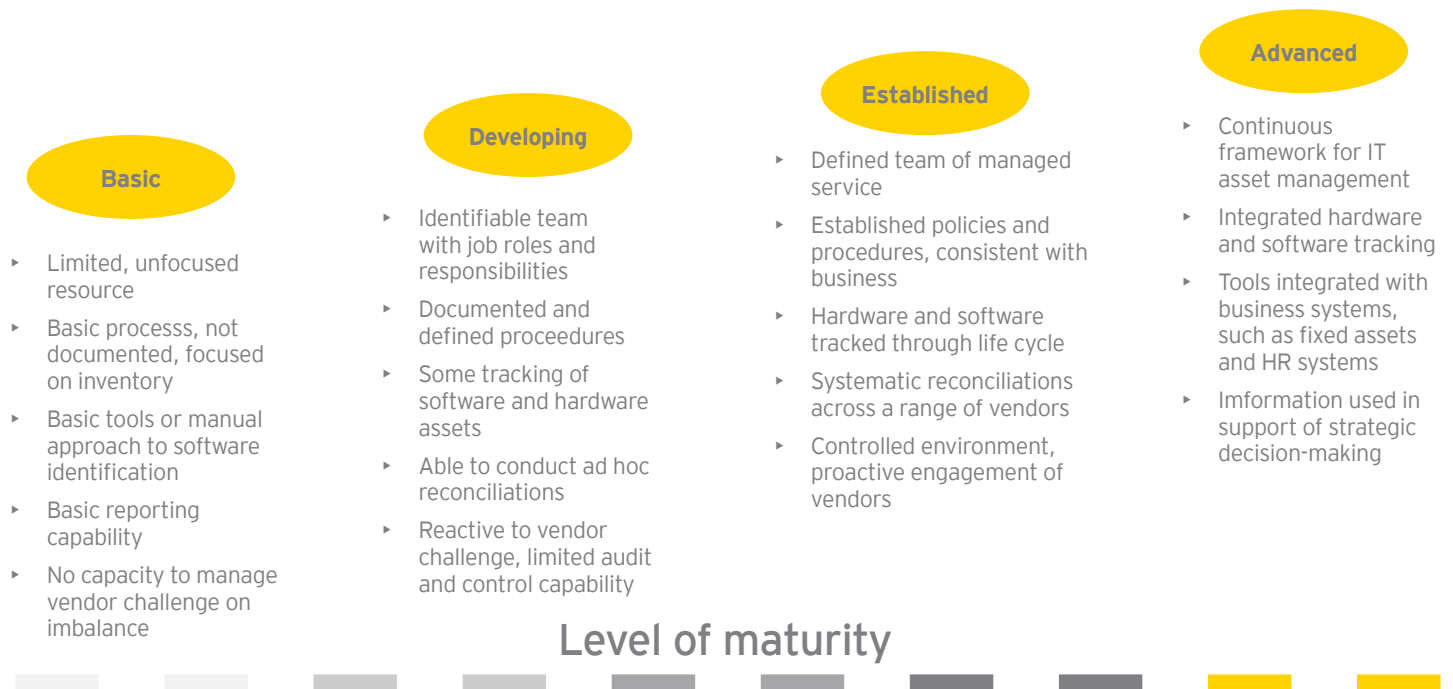 Basic
▸ Limited, unfocused
resource
▸ Basic processs, not
documented, focused
on inventory
▸ Basic tools or manual
approach to software
identification
▸ Basic reporting
capability
▸ No capacity to manage
vendor challenge on
imbalance
Developing
▸ Identifiable team
with job roles and
responsibilities
▸ Documented and
defined proceedures
▸ Some tracking of
software and hardware
assets
▸ Able to conduct ad hoc
reconciliations
▸ Reactive to vendor
challenge, limited audit
and control capability
Established
▸ Defined team of managed
service
▸ Established policies and
procedures, consistent with
business
▸ Hardware and software
tracked through life cycle
▸ Systematic reconciliations
across a range of vendors
▸ Controlled environment,
proactive engagement of
vendors
Advanced
▸ Continuous
framework for IT
asset management
▸ Integrated hardware
and software tracking
▸ Tools integrated with
business systems,
such as fixed assets
and HR systems
▸ Imformation used in
support of strategic
decision-making
Level of maturity